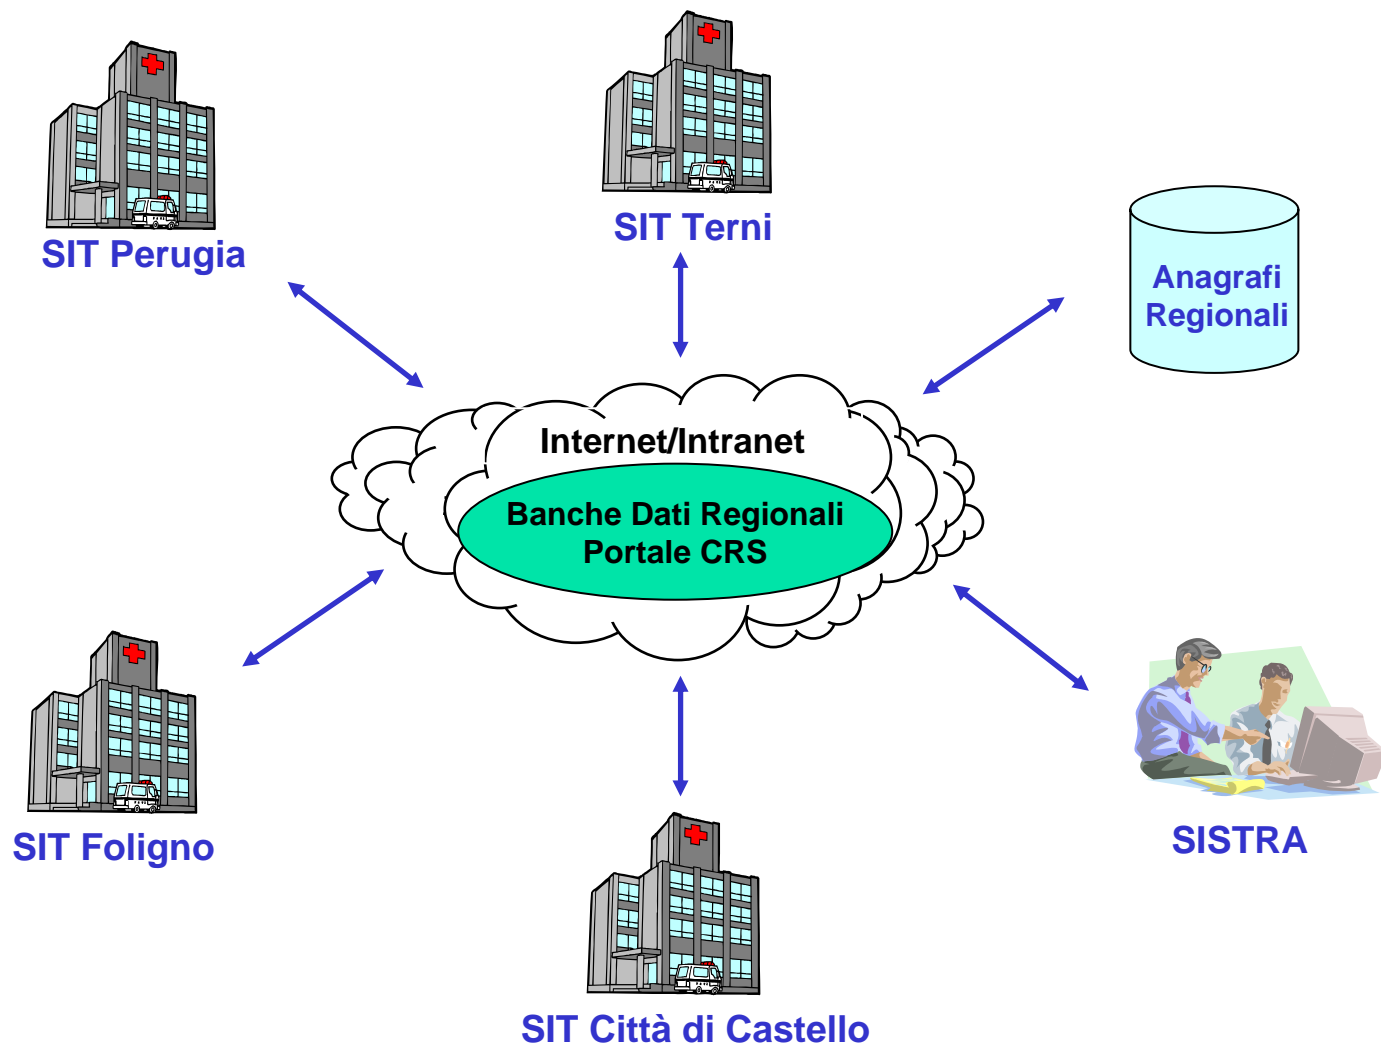 SIT Terni
SIT Perugia
Anagrafi
Regionali
Internet/Intranet
Banche Dati Regionali
Portale CRS
SIT Foligno
SISTRA
SIT Città di Castello